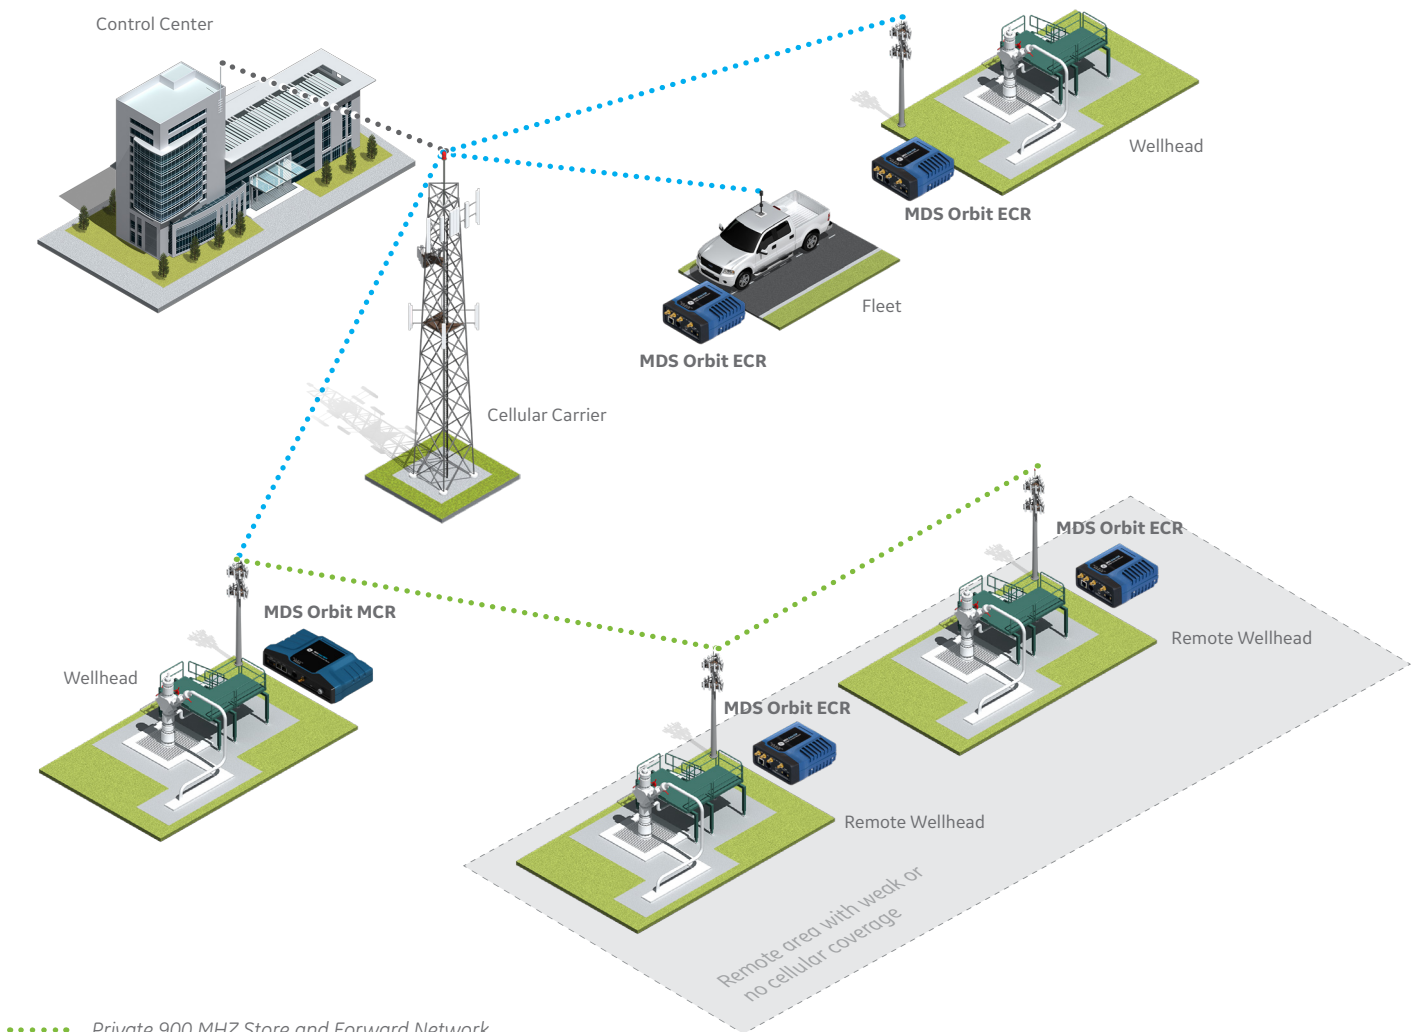 Control Center
Wellhead
MDS Orbit ECR
Fleet
MDS Orbit ECR
Cellular Carrier
MDS Orbit ECR
MDS Orbit MCR
Remote Wellhead
Wellhead
MDS Orbit ECR
Remote Wellhead
Remote area with weak or
no cellular coverage
Private 900 MHZ Store and Forward Network